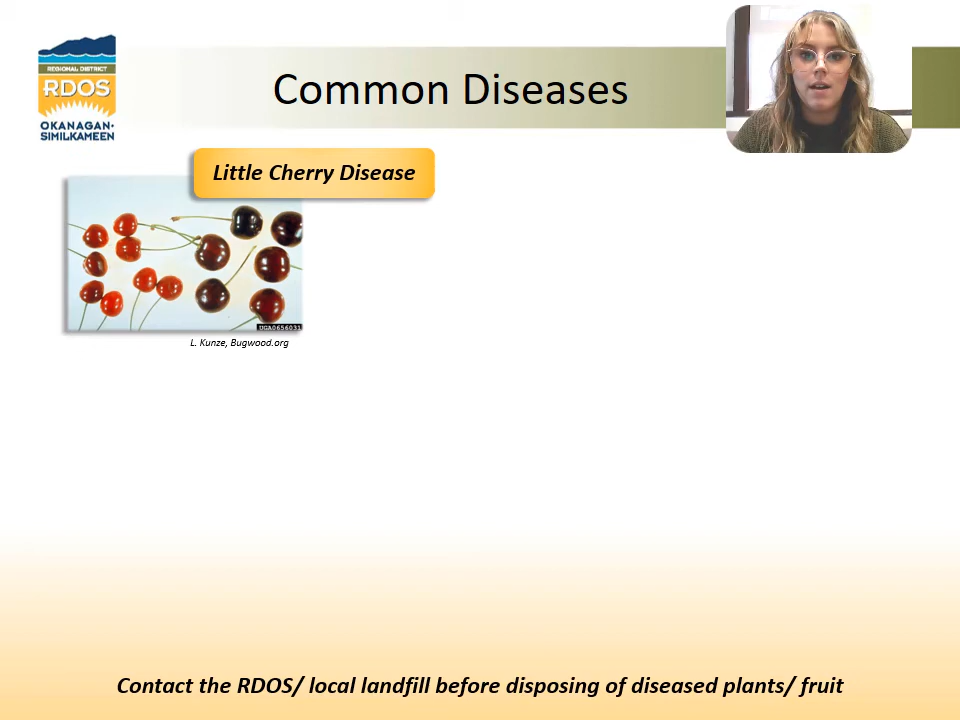 REGIONAL DISTRICT
RDOS
OKANAGAN-
SIMILKAMEEN
Common Diseases
Little Cherry Disease
UGA0656031
L. Kunze, Bugwood.org
Contact the RDOS/ local landfill before disposing of diseased plants/ fruit